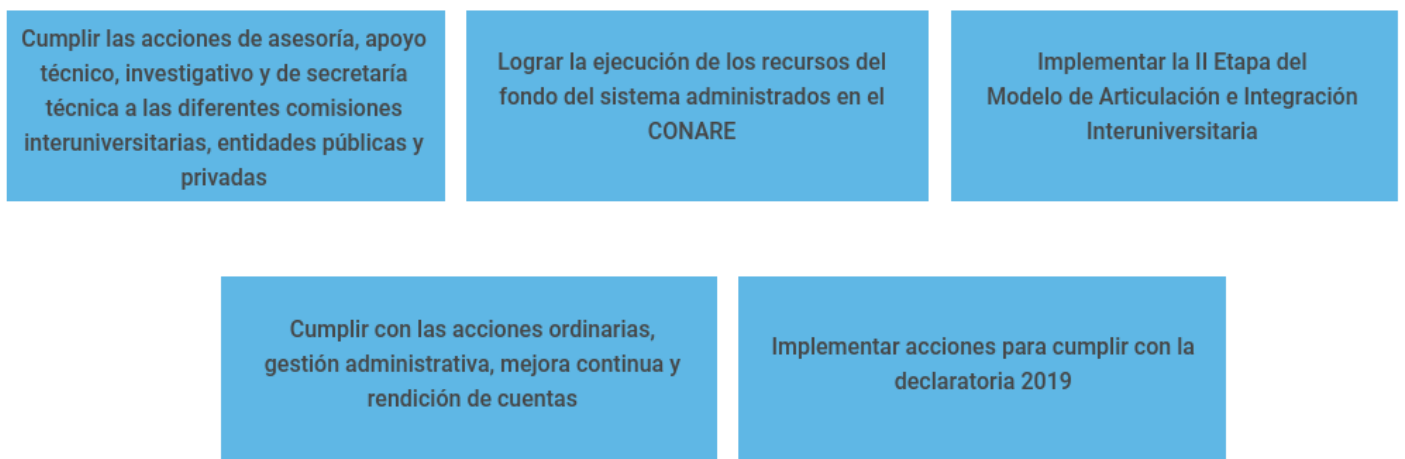 Cumplir las acciones de asesoría, apoyo
técnico, investigativo y de secretaría
técnica a las diferentes comisiones
interuniversitarias, entidades públicas y
privadas
Lograr la ejecución de los recursos del
fondo del sistema administrados en el
CONARE
Implementar la II Etapa del
Modelo de Articulación e Integración
Interuniversitaria
Cumplir con las acciones ordinarias,
gestión administrativa, mejora continua y
rendición de cuentas
Implementar acciones para cumplir con la
declaratoria 2019